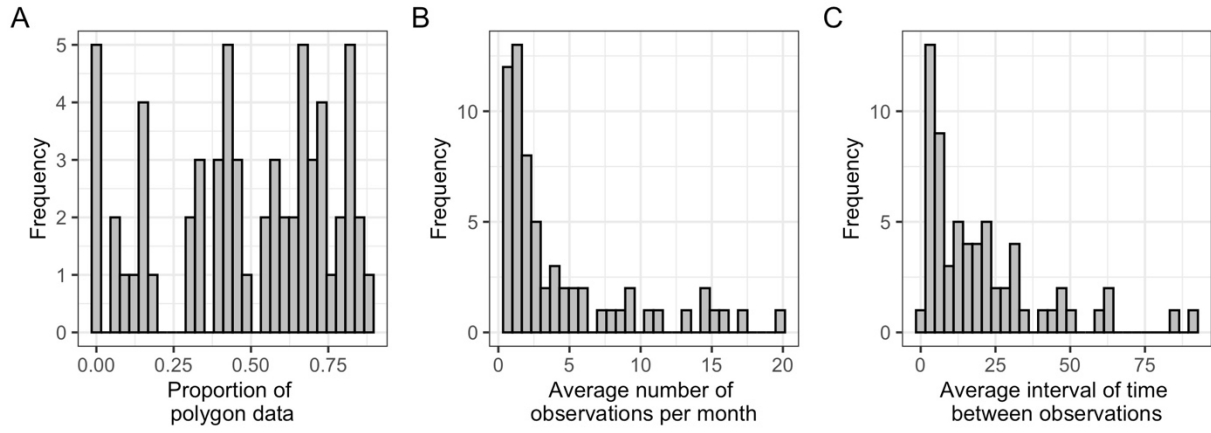 A
Frequency
5
4
3
2
1
0
0.00 0.25 0.50 0.75
Proportion of
polygon data
B
Frequency
10
5
0
0 5 10 15 20
Average number of
observations per month
C
Frequency
10
5
0
0 25 50 75
Average interval of time
between observations